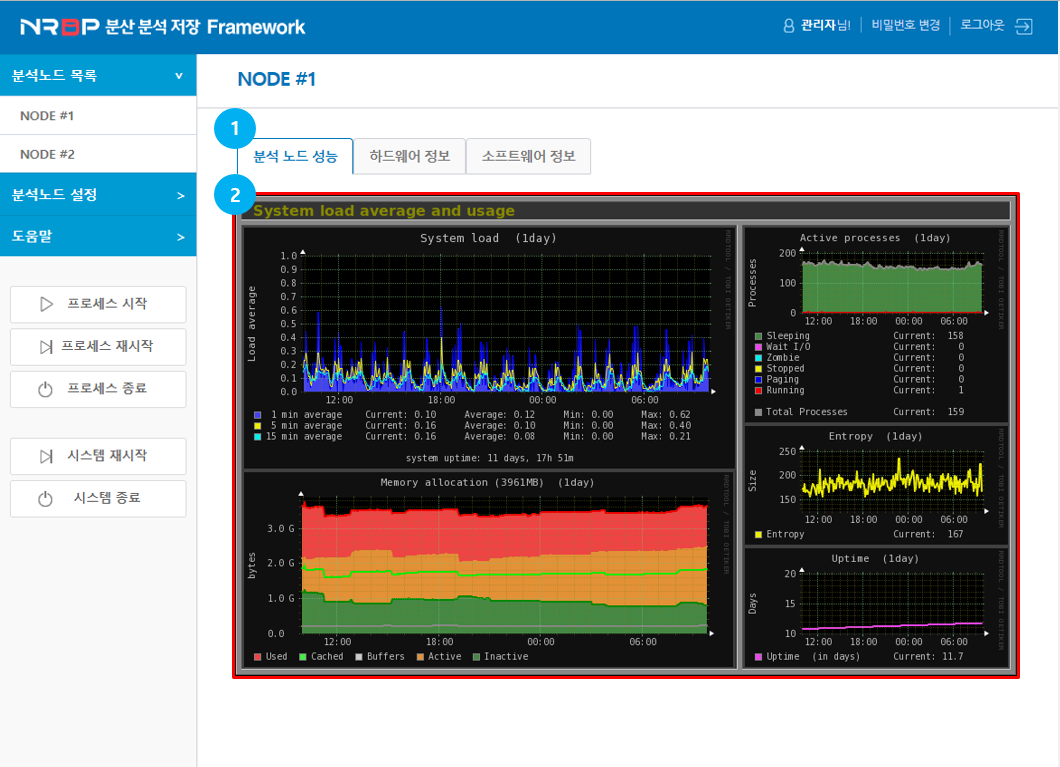 NRBP 분산 분석 저장 Framework
관리자님! 비밀번호 변경 로그아웃
분석노드 목록
NODE #1
NODE #2
분석노드 설정 >
도움말 >
프로세스 시작
프로세스 재시작
프로세스 종료
시스템 재시작
시스템 종료
NODE #1
1
분석 노드 성능 하드웨어 정보 소프트웨어 정보
2
System load average and usage
System load (1day)
RRDTOOL / TOBI OETIKER
Load average
1.0
0.9
0.8
0.7
0.6
0.5
0.4
0.3
0.2
0.1
0.0
12:00 18:00 00:00 06:00
1 min average Current: 0.10 Average: 0.12 Min: 0.00 Max: 0.62
5 min average Current: 0.16 Average: 0.10 Min: 0.00 Max: 0.40
15 min average Current: 0.16 Average: 0.08 Min: 0.00 Max: 0.21
system uptime: 11 days, 17h 51m
Memory allocation (3961MB) (1day)
RRDTOOL / TOBI OETIKER
bytes
3.0 G
2.0 G
1.0 G
0.0
12:00 18:00 00:00 06:00
Used Cached Buffers Active Inactive
Active processes (1day)
RRDTOOL / TOBI OETIKER
Processes
200
100
0
12:00 18:00 00:00 06:00
Sleeping Current: 158
Wait I/O Current: 0
Zombie Current: 0
Stopped Current: 0
Paging Current: 0
Running Current: 1
Total Processes Current: 159
Entropy (1day)
RRDTOOL / TOBI OETIKER
Size
250
200
150
12:00 18:00 00:00 06:00
Entropy Current: 167
Uptime (1day)
RRDTOOL / TOBI OETIKER
Days
20
15
10
12:00 18:00 00:00 06:00
Uptime (in days) Current: 11.7